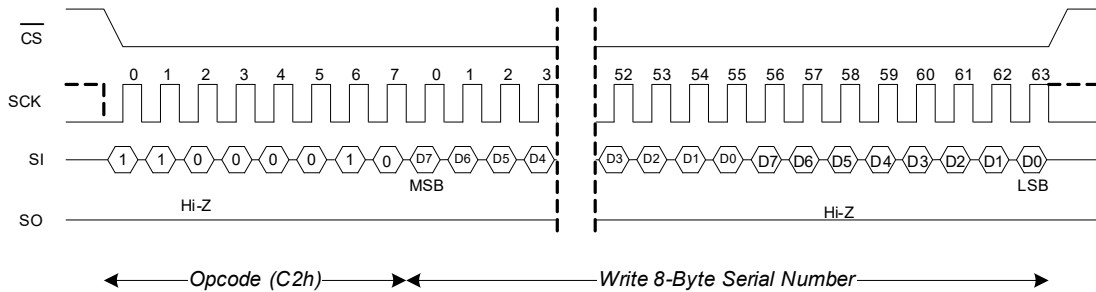 CS
0 1 2 3 4 5 6 7 0 1 2 3 52 53 54 55 56 57 58 59 60 61 62 63
SCK
SI 1 1 0 0 0 0 1 0 D7 D6 D5 D4 D3 D2 D1 D0 D7 D6 D5 D4 D3 D2 D1 D0
MSB LSB
Hi-Z Hi-Z
SO
Opcode (C2h) Write 8-Byte Serial Number